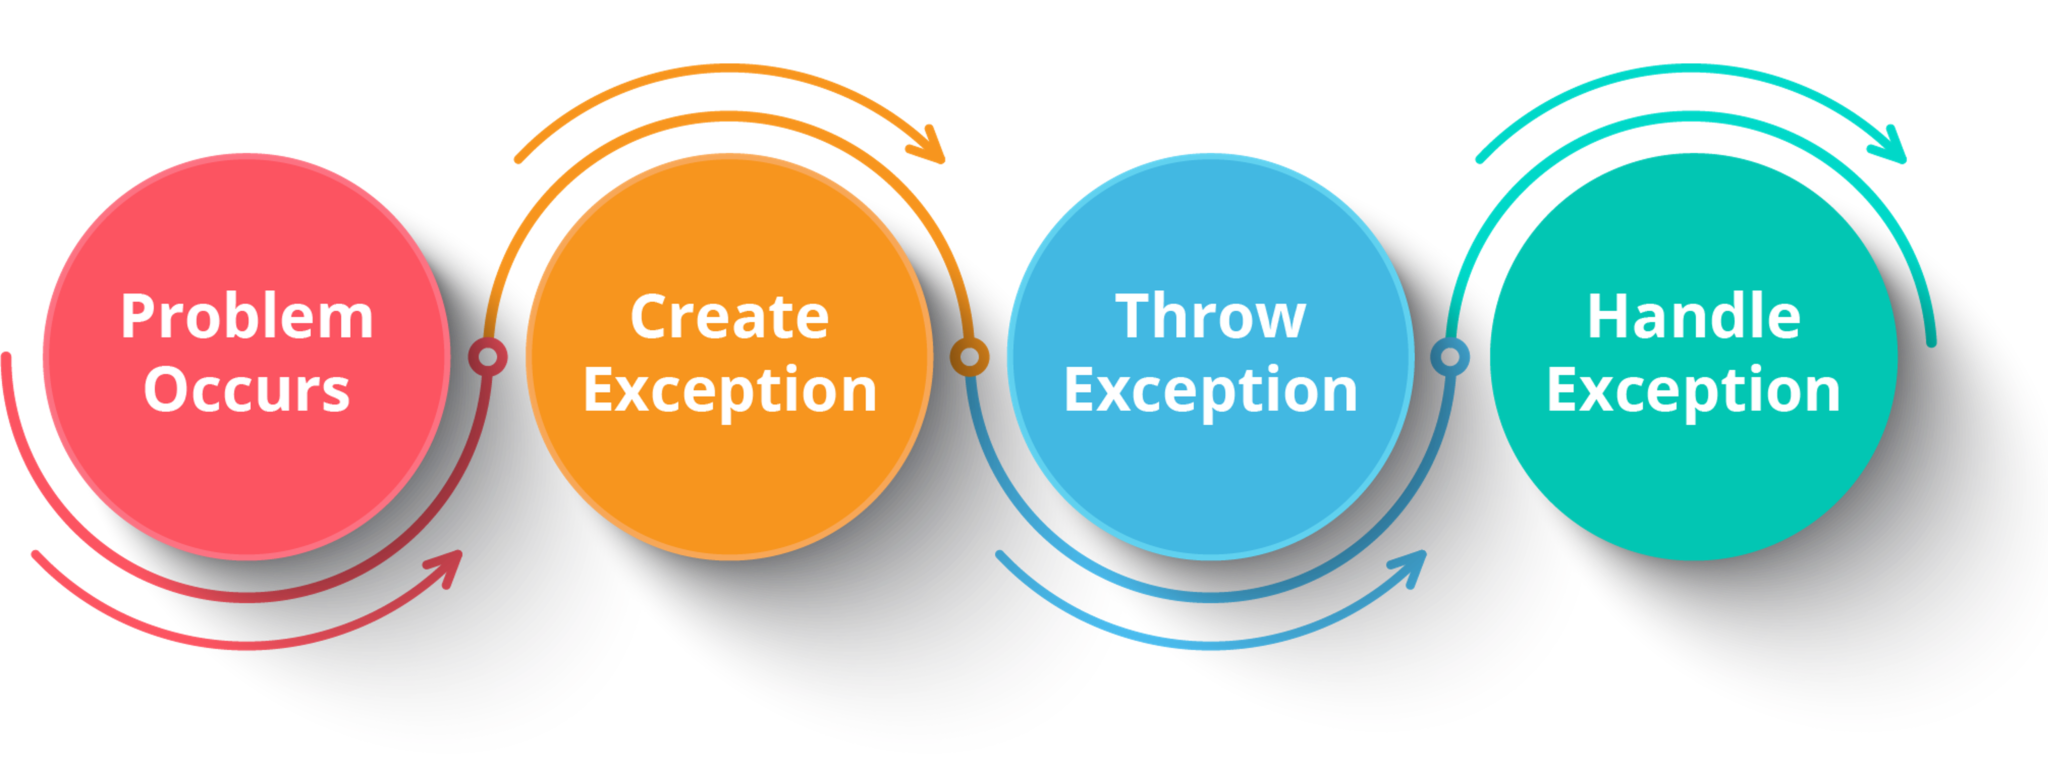 Problem
Occurs
Create
Exception
Throw
Exception
Handle
Exception